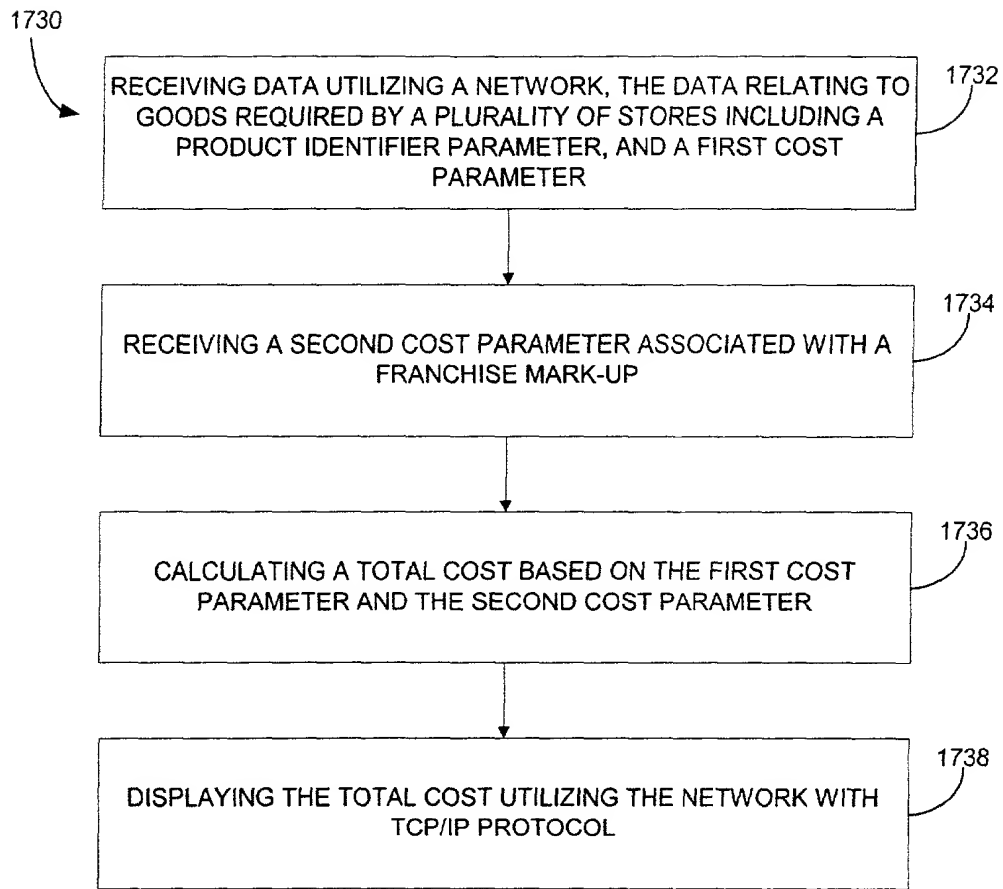 1730
RECEIVING DATA UTILIZING A NETWORK, THE DATA RELATING TO
GOODS REQUIRED BY A PLURALITY OF STORES INCLUDING A
PRODUCT IDENTIFIER PARAMETER, AND A FIRST COST
PARAMETER
1732
RECEIVING A SECOND COST PARAMETER ASSOCIATED WITH A
FRANCHISE MARK-UP
1734
CALCULATING A TOTAL COST BASED ON THE FIRST COST
PARAMETER AND THE SECOND COST PARAMETER
1736
DISPLAYING THE TOTAL COST UTILIZING THE NETWORK WITH
TCP/IP PROTOCOL
1738